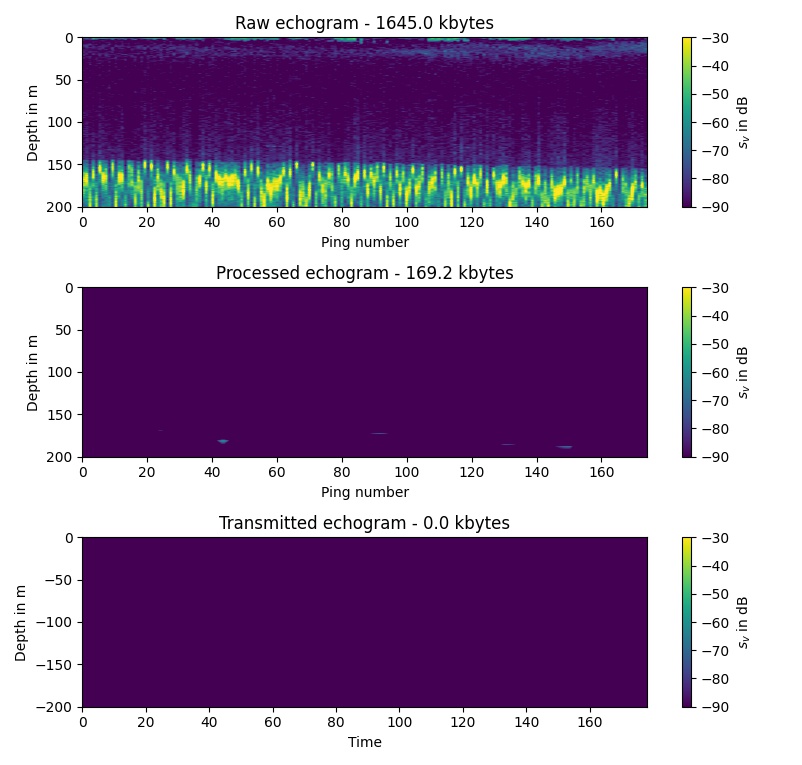 Raw echogram - 1645.0 kbytes
0
50
100
150
200
Depth in m
0 20 40 60 80 100 120 140 160
Ping number
−30
−40
−50
−60
−70
−80
−90
sᵥ in dB
Processed echogram - 169.2 kbytes
0
50
100
150
200
Depth in m
0 20 40 60 80 100 120 140 160
Ping number
−30
−40
−50
−60
−70
−80
−90
sᵥ in dB
Transmitted echogram - 0.0 kbytes
0
−50
−100
−150
−200
Depth in m
0 20 40 60 80 100 120 140 160
Time
−30
−40
−50
−60
−70
−80
−90
sᵥ in dB